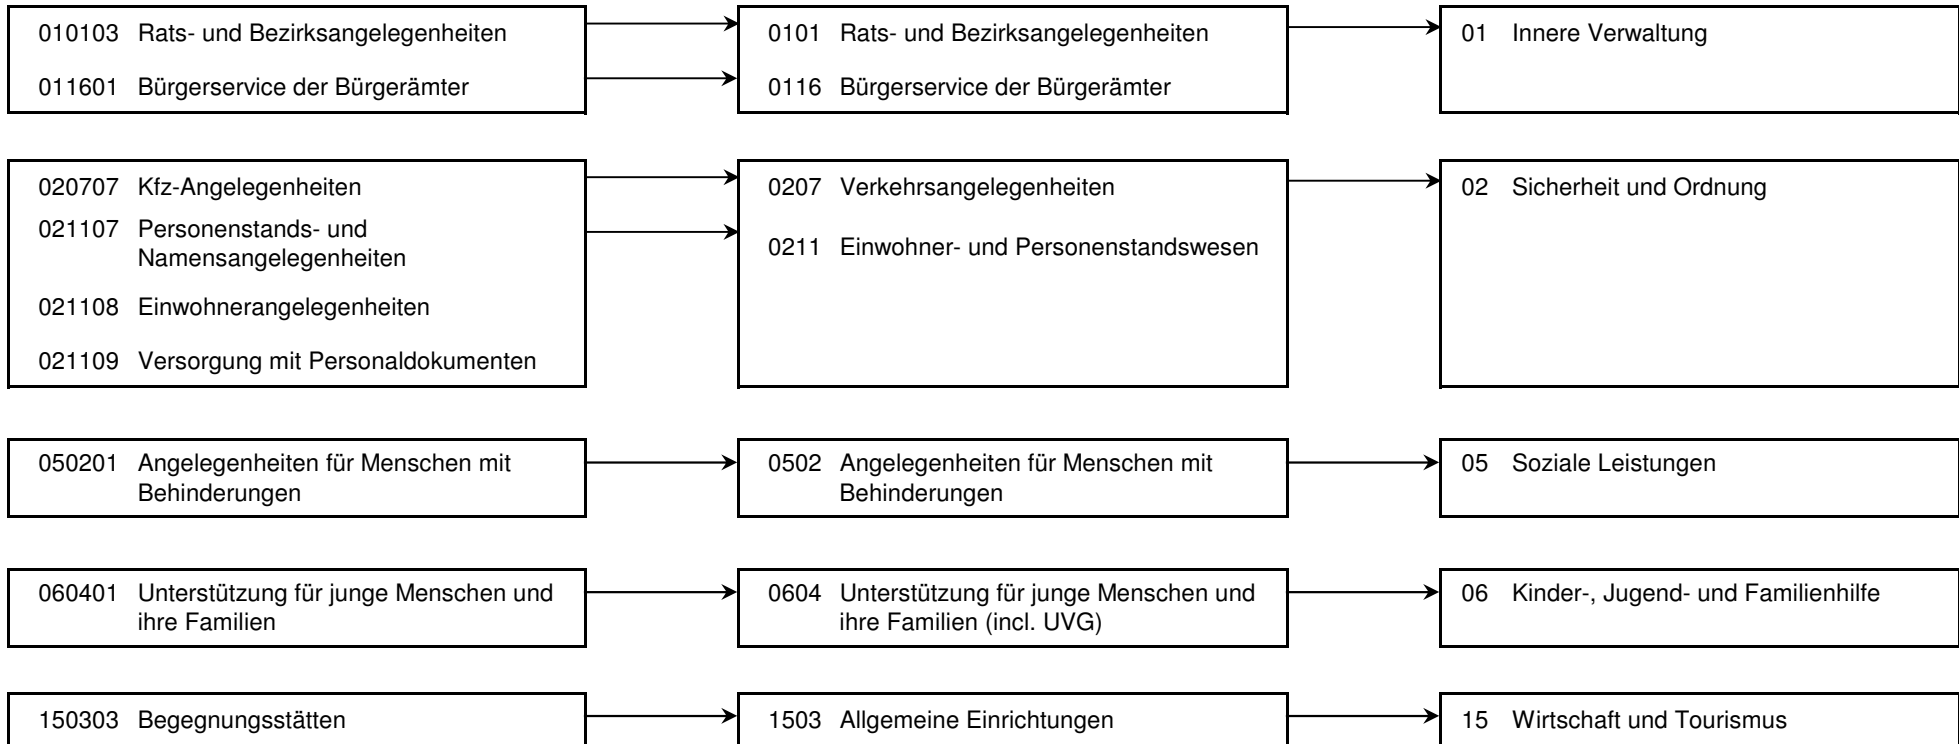 010103 Rats- und Bezirksangelegenheiten
0101 Rats- und Bezirksangelegenheiten
01 Innere Verwaltung
011601 Bürgerservice der Bürgerämter
0116 Bürgerservice der Bürgerämter
020707 Kfz-Angelegenheiten
0207 Verkehrsangelegenheiten
02 Sicherheit und Ordnung
021107 Personenstands- und
Namensangelegenheiten
0211 Einwohner- und Personenstandswesen
021108 Einwohnerangelegenheiten
021109 Versorgung mit Personaldokumenten
050201 Angelegenheiten für Menschen mit
Behinderungen
0502 Angelegenheiten für Menschen mit
Behinderungen
05 Soziale Leistungen
060401 Unterstützung für junge Menschen und
ihre Familien
0604 Unterstützung für junge Menschen und
ihre Familien (incl. UVG)
06 Kinder-, Jugend- und Familienhilfe
150303 Begegnungsstätten
1503 Allgemeine Einrichtungen
15 Wirtschaft und Tourismus